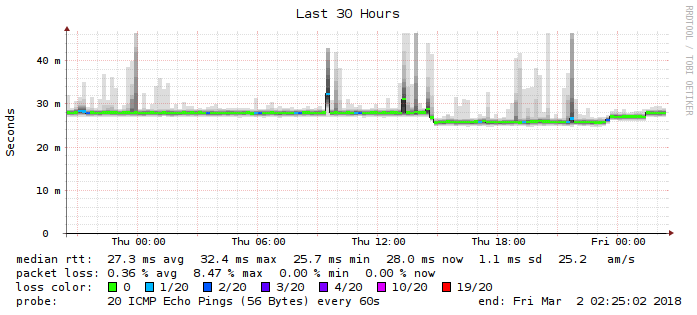 Last 30 Hours
RRDTOOL / TOBI OETIKER
Seconds
40 m
30 m
20 m
10 m
0
Thu 00:00 Thu 06:00 Thu 12:00 Thu 18:00 Fri 00:00
median rtt: 27.3 ms avg 32.4 ms max 25.7 ms min 28.0 ms now 1.1 ms sd 25.2 am/s
packet loss: 0.36 % avg 8.47 % max 0.00 % min 0.00 % now
loss color: 0 1/20 2/20 3/20 4/20 10/20 19/20
probe: 20 ICMP Echo Pings (56 Bytes) every 60s end: Fri Mar 2 02:25:02 2018